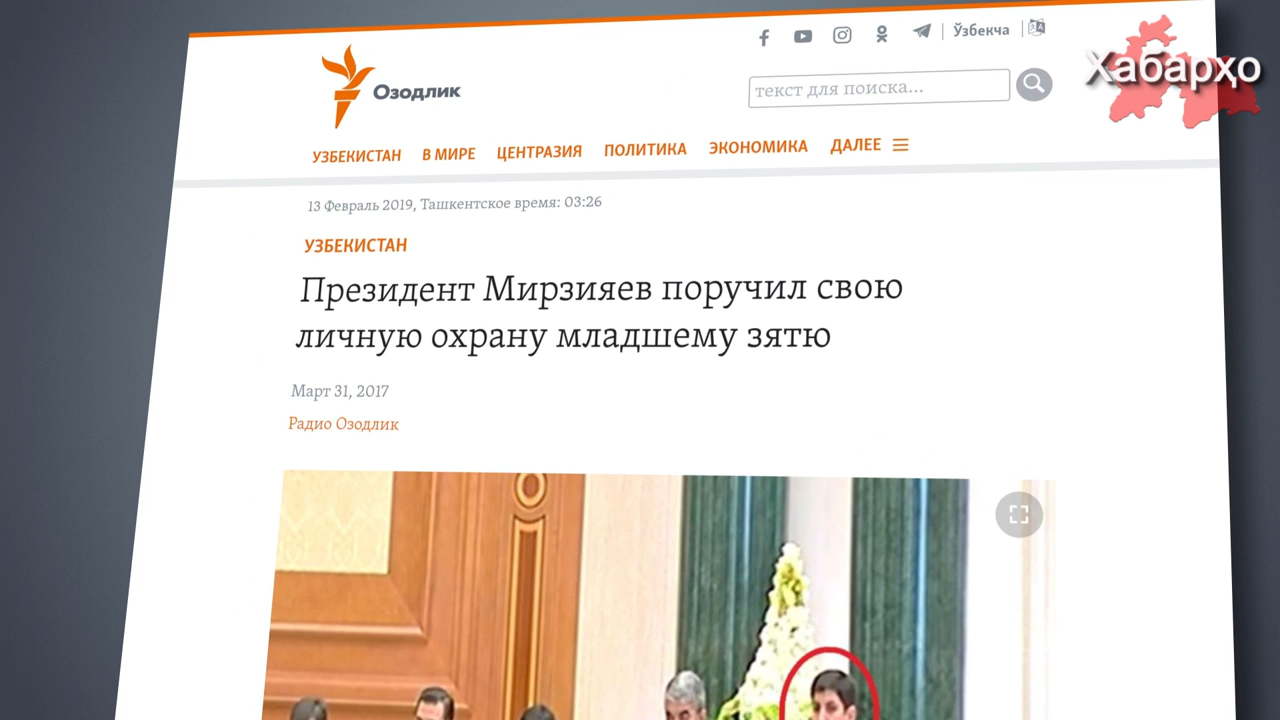 Ўзбекча
Хабарҳо
Озодлик
текст для поиска...
УЗБЕКИСТАН В МИРЕ ЦЕНТРАЗИЯ ПОЛИТИКА ЭКОНОМИКА ДАЛЕЕ
13 Февраль 2019, Ташкентское время: 03:26
УЗБЕКИСТАН
Президент Мирзияев поручил свою
личную охрану младшему зятю
Март 31, 2017
Радио Озодлик